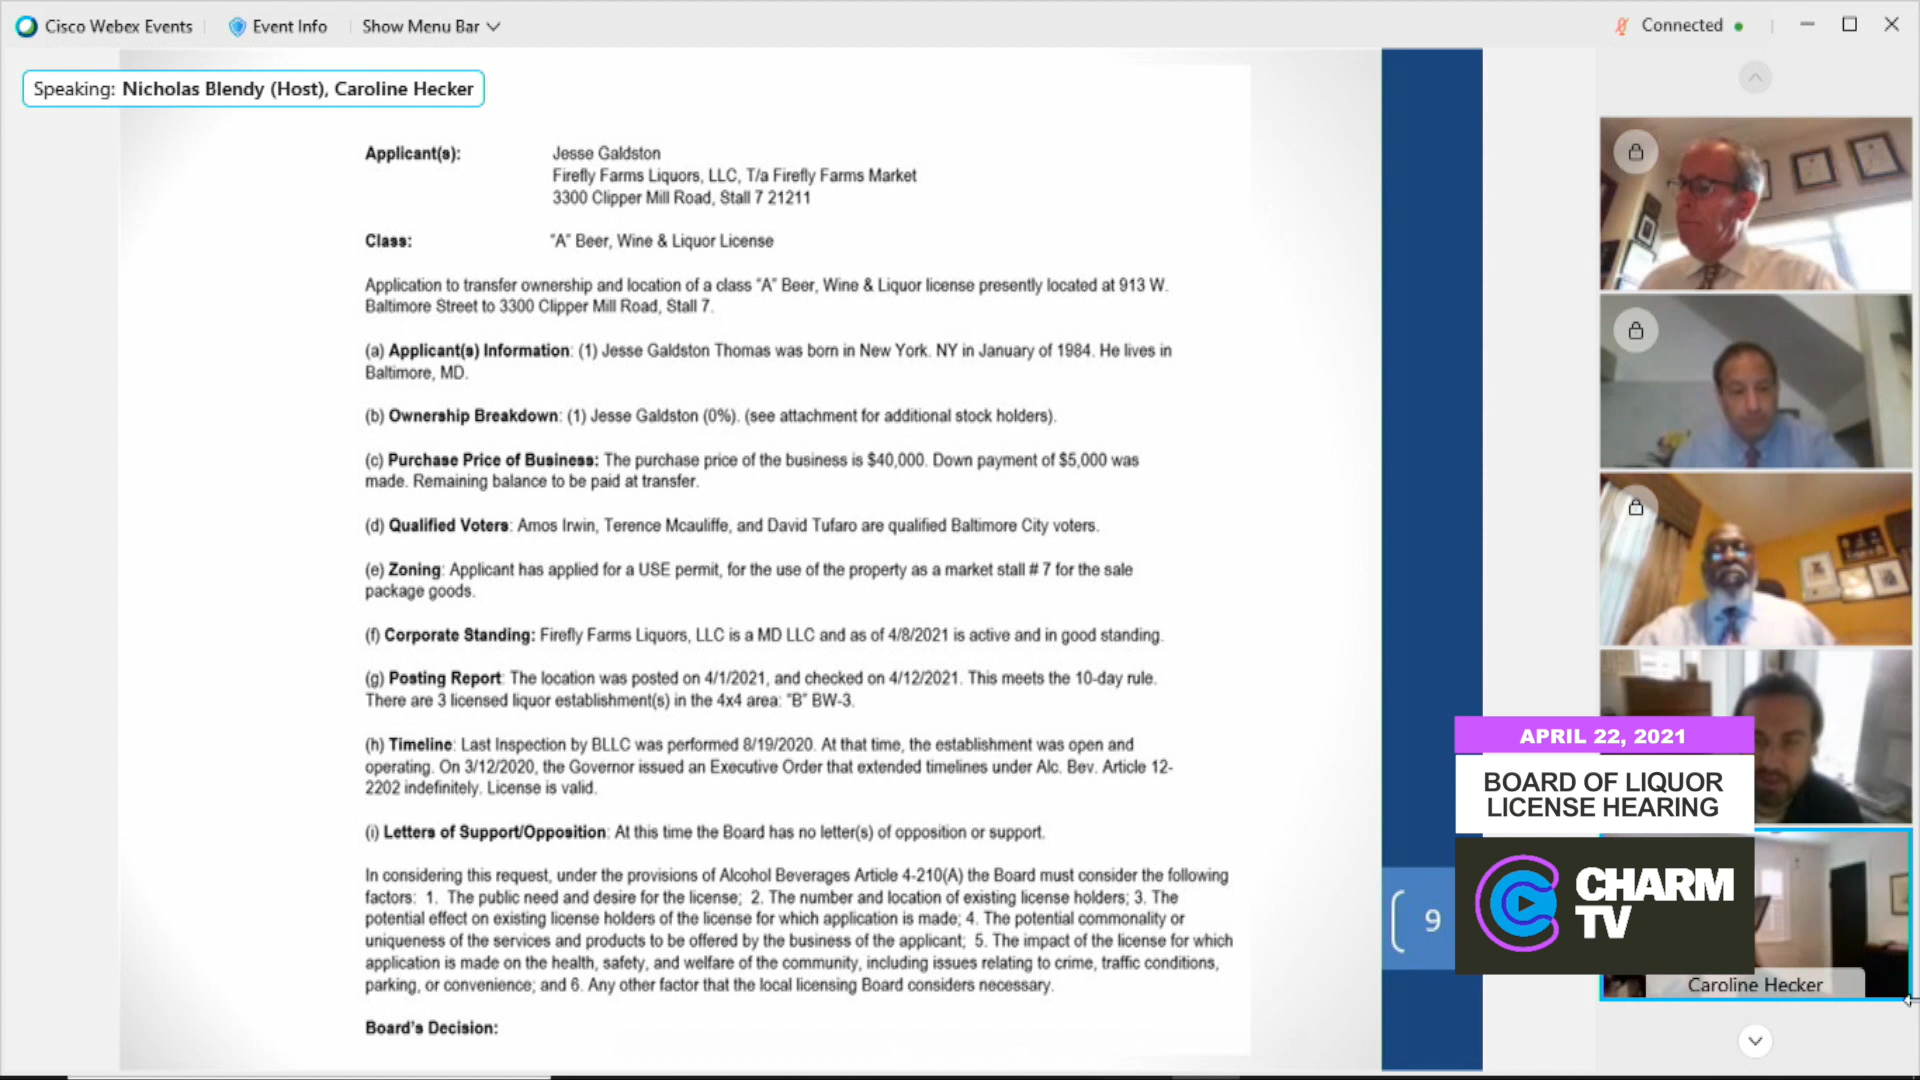 Cisco Webex Events
Event Info
Show Menu Bar
Connected
Speaking: Nicholas Blendy (Host), Caroline Hecker
Applicant(s):
Jesse Galdston
Firefly Farms Liquors, LLC, T/a Firefly Farms Market
3300 Clipper Mill Road, Stall 7 21211
Class:
"A" Beer, Wine & Liquor License
Application to transfer ownership and location of a class "A" Beer, Wine & Liquor license presently located at 913 W.
Baltimore Street to 3300 Clipper Mill Road, Stall 7.
(a) Applicant(s) Information: (1) Jesse Galdston Thomas was born in New York. NY in January of 1984. He lives in
Baltimore, MD.
(b) Ownership Breakdown: (1) Jesse Galdston (0%). (see attachment for additional stock holders).
(c) Purchase Price of Business: The purchase price of the business is $40,000. Down payment of $5,000 was
made. Remaining balance to be paid at transfer.
(d) Qualified Voters: Amos Irwin, Terence Mcauliffe, and David Tufaro are qualified Baltimore City voters.
(e) Zoning: Applicant has applied for a USE permit, for the use of the property as a market stall # 7 for the sale
package goods.
(f) Corporate Standing: Firefly Farms Liquors, LLC is a MD LLC and as of 4/8/2021 is active and in good standing.
(g) Posting Report: The location was posted on 4/1/2021, and checked on 4/12/2021. This meets the 10-day rule.
There are 3 licensed liquor establishment(s) in the 4x4 area: "B" BW-3.
(h) Timeline: Last Inspection by BLLC was performed 8/19/2020. At that time, the establishment was open and
operating. On 3/12/2020, the Governor issued an Executive Order that extended timelines under Alc. Bev. Article 12-
2202 indefinitely. License is valid.
(i) Letters of Support/Opposition: At this time the Board has no letter(s) of opposition or support.
In considering this request, under the provisions of Alcohol Beverages Article 4-210(A) the Board must consider the following
factors: 1. The public need and desire for the license; 2. The number and location of existing license holders; 3. The
potential effect on existing license holders of the license for which application is made; 4. The potential commonality or
uniqueness of the services and products to be offered by the business of the applicant; 5. The impact of the license for which
application is made on the health, safety, and welfare of the community, including issues relating to crime, traffic conditions,
parking, or convenience; and 6. Any other factor that the local licensing Board considers necessary.
Board's Decision:
9
APRIL 22, 2021
BOARD OF LIQUOR
LICENSE HEARING
CHARM
TV
Caroline Hecker